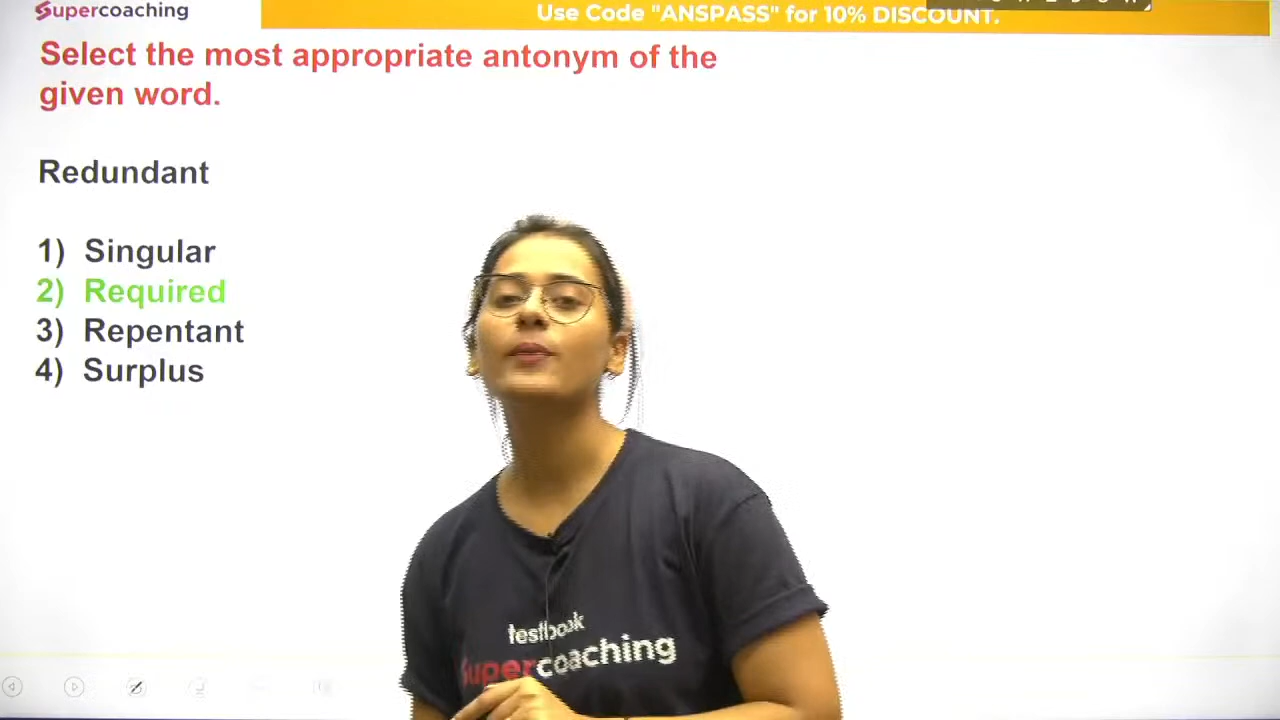 Supercoaching
Use Code "ANSPASS" for 10% DISCOUNT.
Select the most appropriate antonym of the
given word.
Redundant
1) Singular
2) Required
3) Repentant
4) Surplus
testbook
Supercoaching